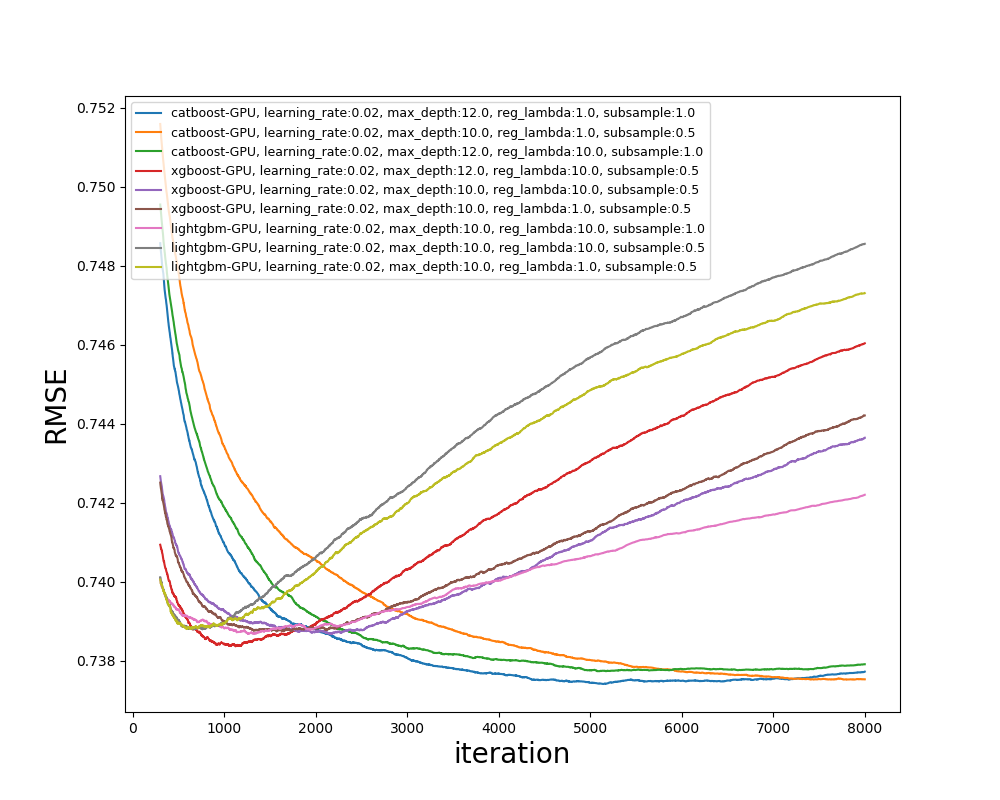 0.752
0.750
0.748
0.746
0.744
0.742
0.740
0.738
RMSE
catboost-GPU, learning_rate:0.02, max_depth:12.0, reg_lambda:1.0, subsample:1.0
catboost-GPU, learning_rate:0.02, max_depth:10.0, reg_lambda:1.0, subsample:0.5
catboost-GPU, learning_rate:0.02, max_depth:12.0, reg_lambda:10.0, subsample:1.0
xgboost-GPU, learning_rate:0.02, max_depth:12.0, reg_lambda:10.0, subsample:0.5
xgboost-GPU, learning_rate:0.02, max_depth:10.0, reg_lambda:10.0, subsample:0.5
xgboost-GPU, learning_rate:0.02, max_depth:10.0, reg_lambda:1.0, subsample:0.5
lightgbm-GPU, learning_rate:0.02, max_depth:10.0, reg_lambda:10.0, subsample:1.0
lightgbm-GPU, learning_rate:0.02, max_depth:10.0, reg_lambda:10.0, subsample:0.5
lightgbm-GPU, learning_rate:0.02, max_depth:10.0, reg_lambda:1.0, subsample:0.5
0 1000 2000 3000 4000 5000 6000 7000 8000
iteration